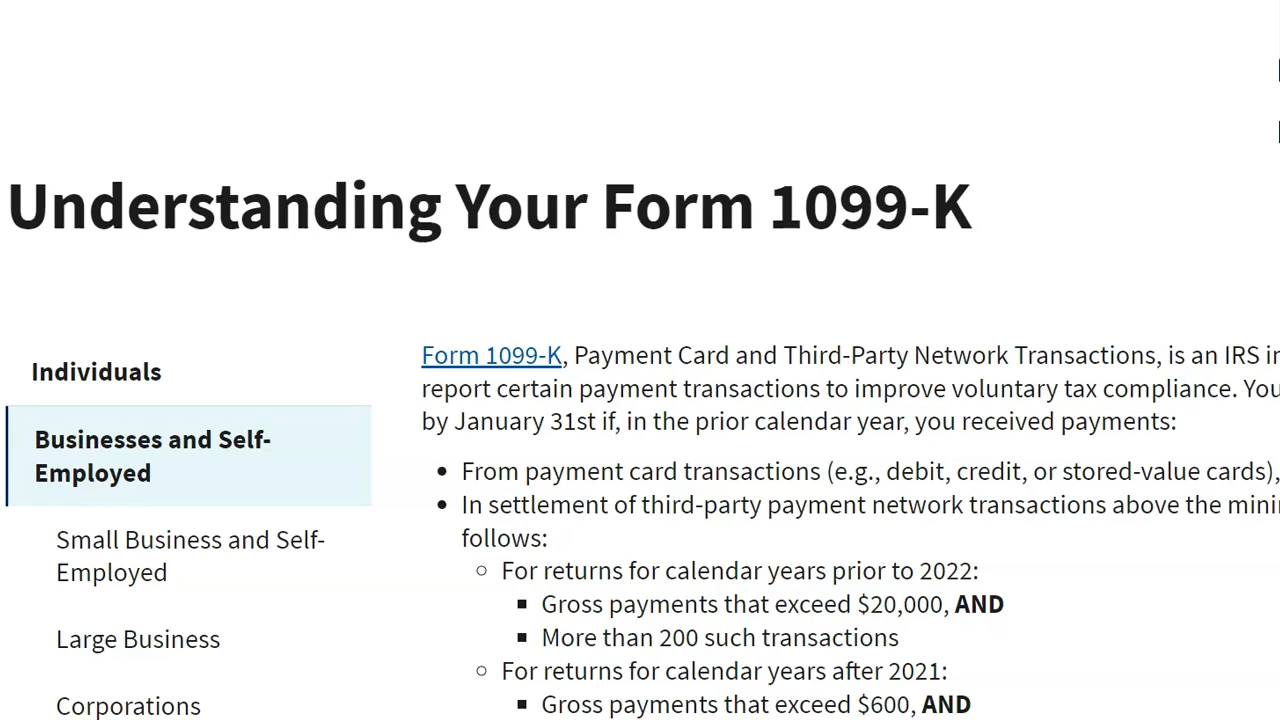 Understanding Your Form 1099-K
Individuals
Businesses and Self-
Employed
Small Business and Self-
Employed
Large Business
Corporations
Form 1099-K, Payment Card and Third-Party Network Transactions, is an IRS
report certain payment transactions to improve voluntary tax compliance. You
by January 31st if, in the prior calendar year, you received payments:
• From payment card transactions (e.g., debit, credit, or stored-value cards),
• In settlement of third-party payment network transactions above the
follows:
○ For returns for calendar years prior to 2022:
▪ Gross payments that exceed $20,000, AND
▪ More than 200 such transactions
○ For returns for calendar years after 2021:
▪ Gross payments that exceed $600, AND